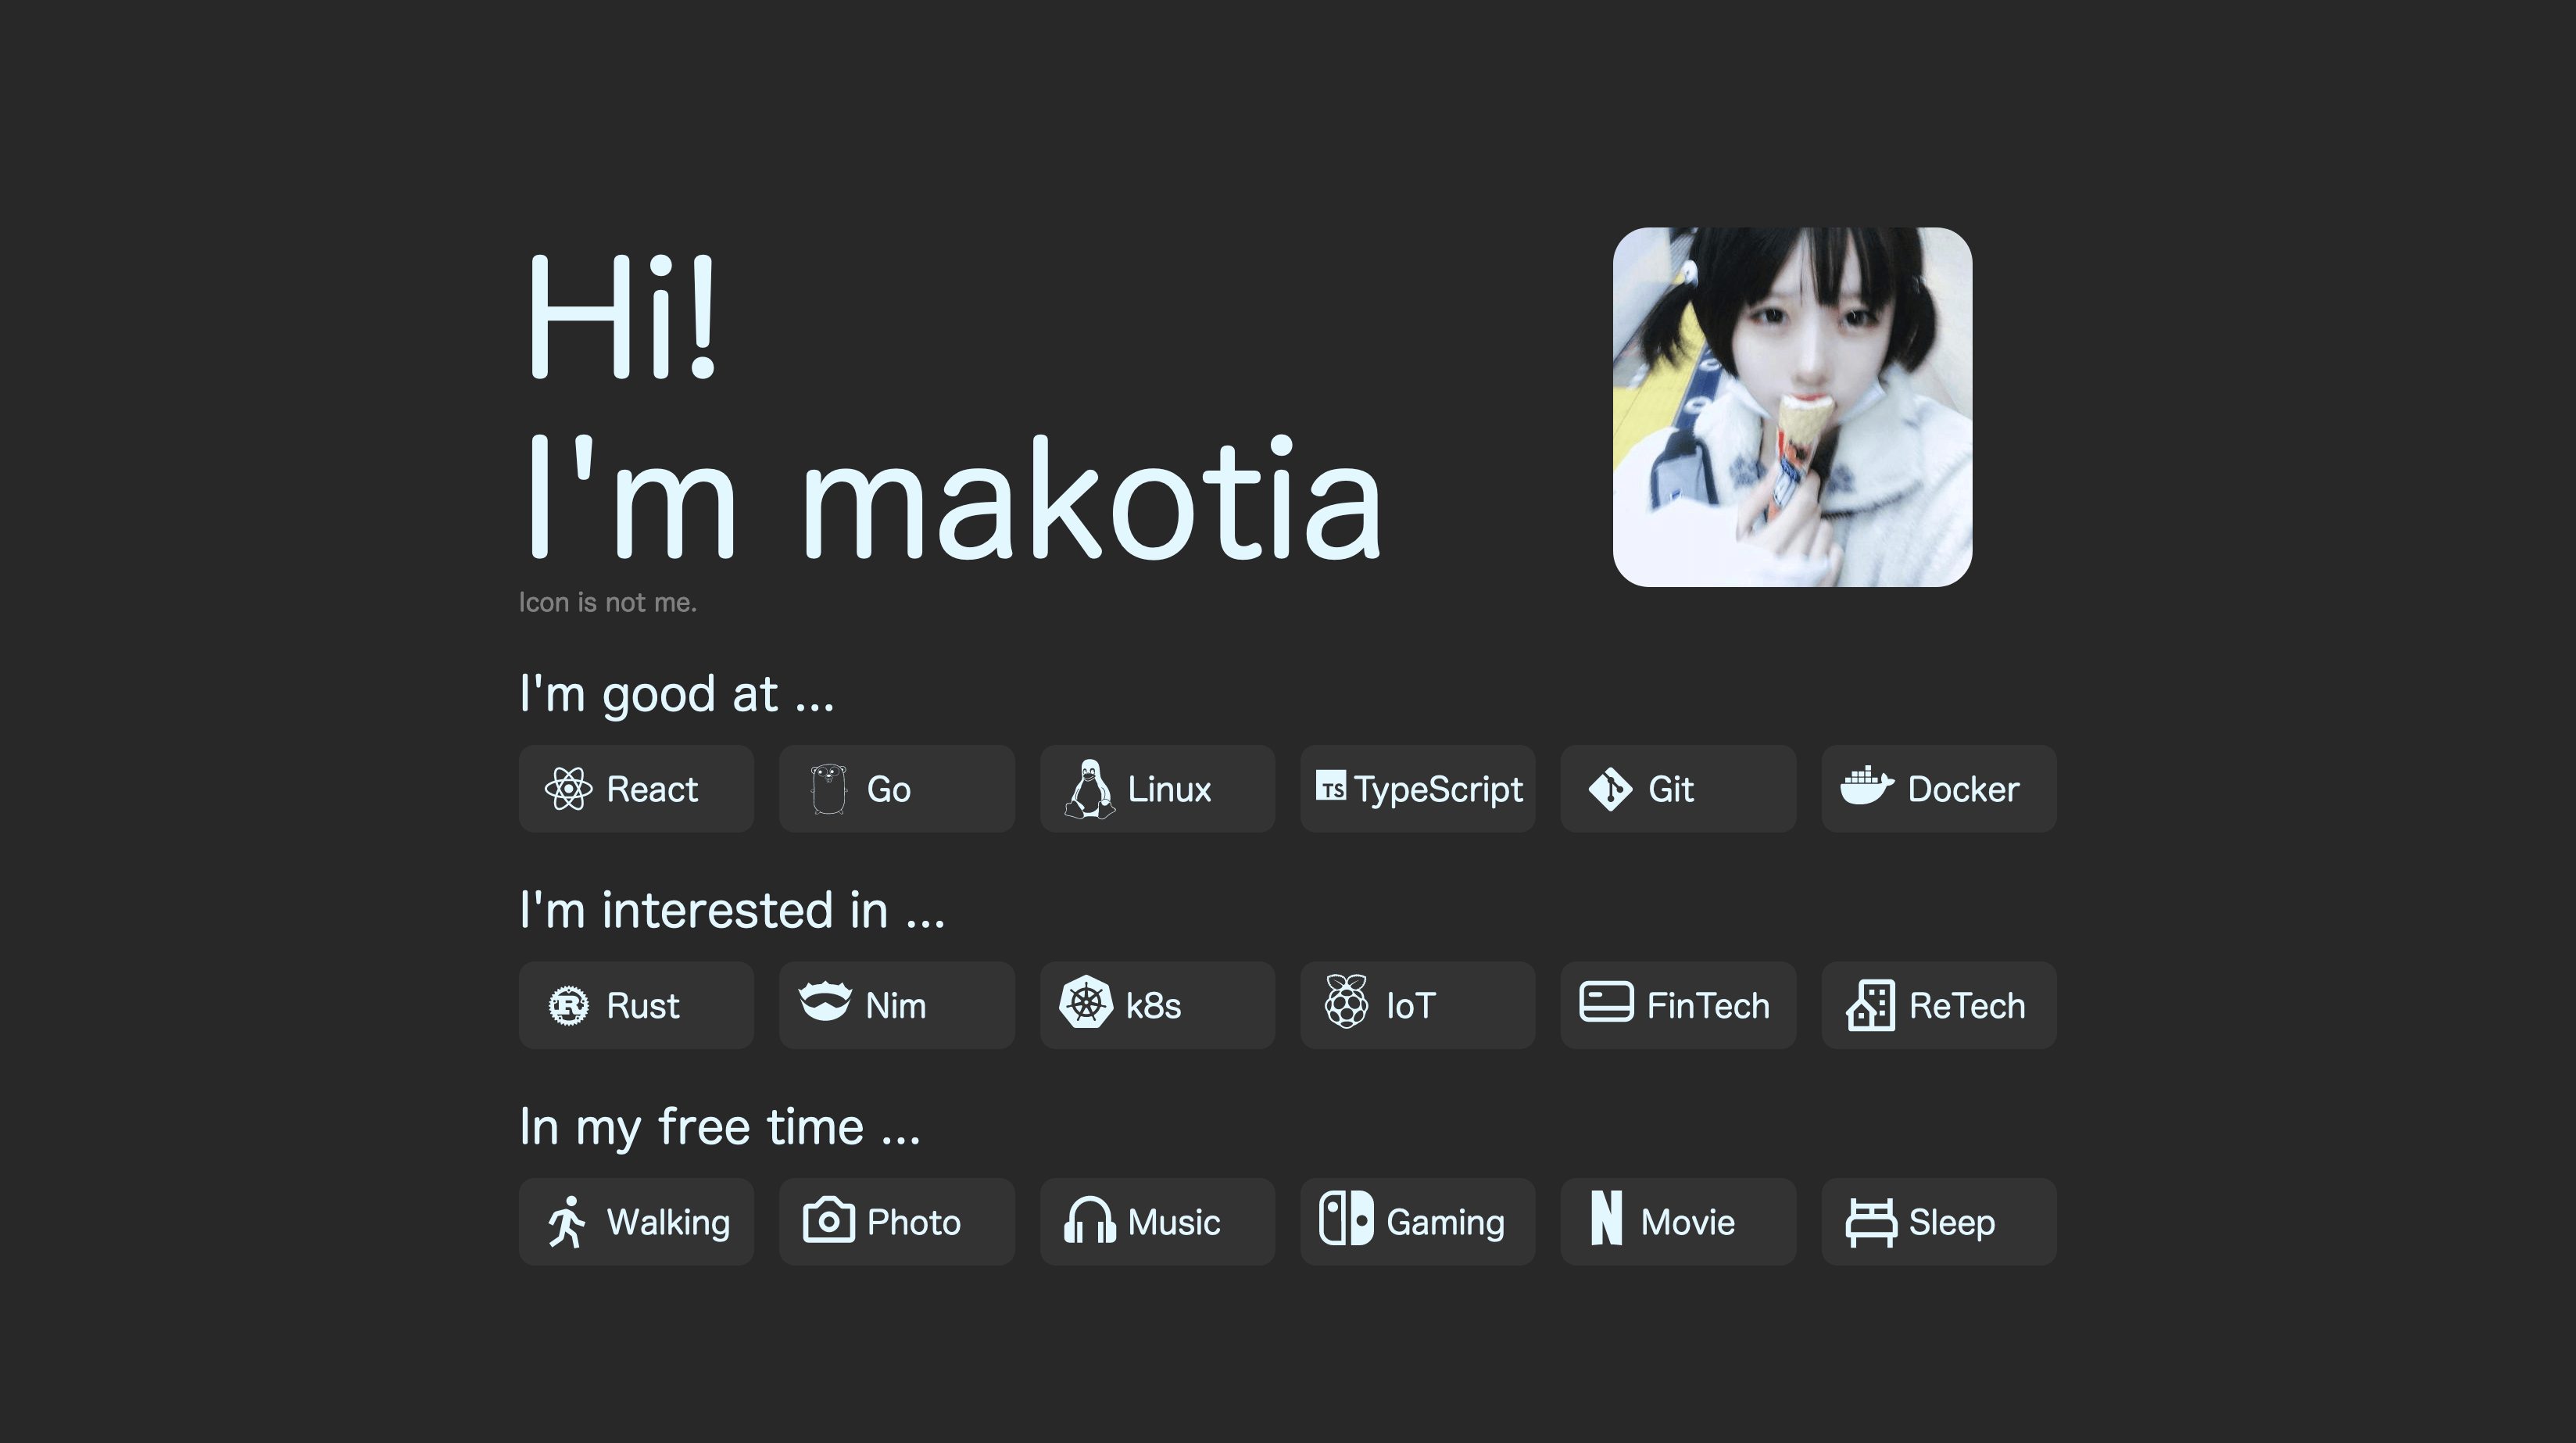 Hi!
I'm makotia
Icon is not me.
I'm good at ...
React Go Linux TS TypeScript Git Docker
I'm interested in ...
R Rust Nim k8s IoT FinTech ReTech
In my free time ...
Walking Photo Music Gaming N Movie Sleep